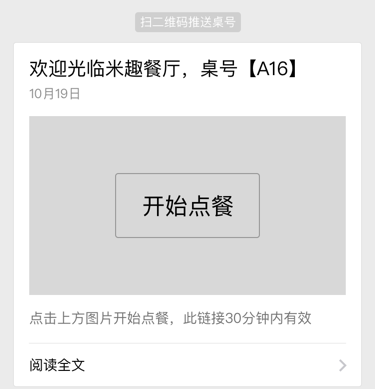 扫二维码推送桌号
欢迎光临米趣餐厅，桌号【A16】
10月19日
开始点餐
点击上方图片开始点餐，此链接30分钟内有效
阅读全文